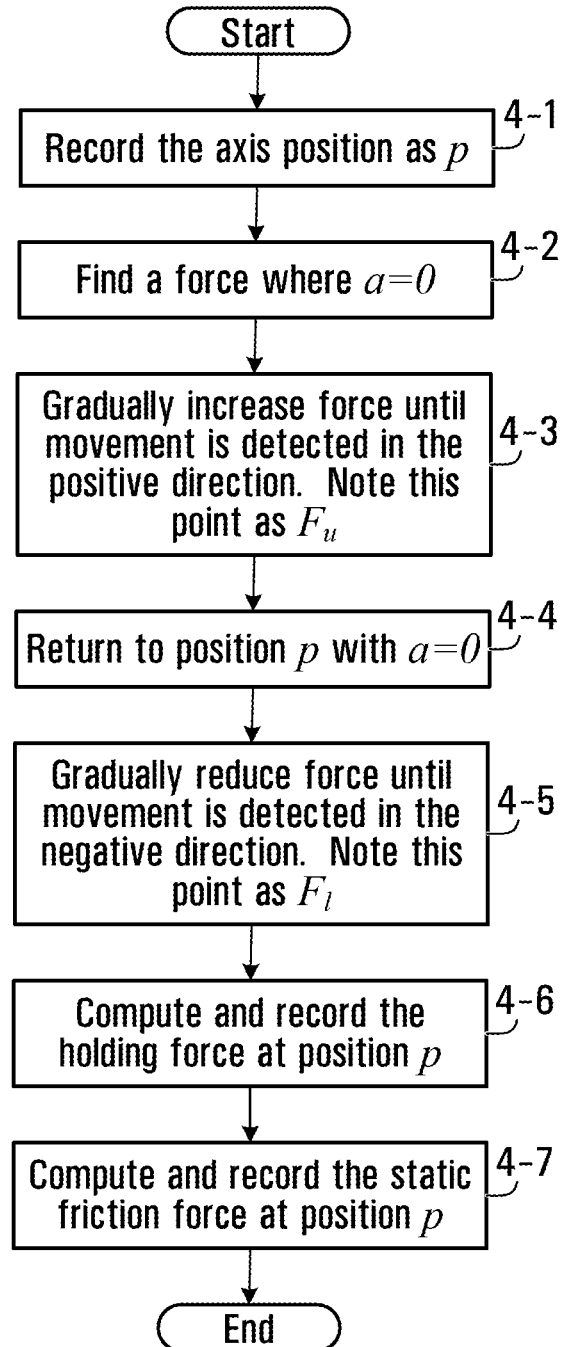 Start
4-1
Record the axis position as p
4-2
Find a force where a=0
4-3
Gradually increase force until
movement is detected in the
positive direction. Note this
point as Fu
4-4
Return to position p with a=0
4-5
Gradually reduce force until
movement is detected in the
negative direction. Note this
point as Fl
4-6
Compute and record the
holding force at position p
4-7
Compute and record the static
friction force at position p
End